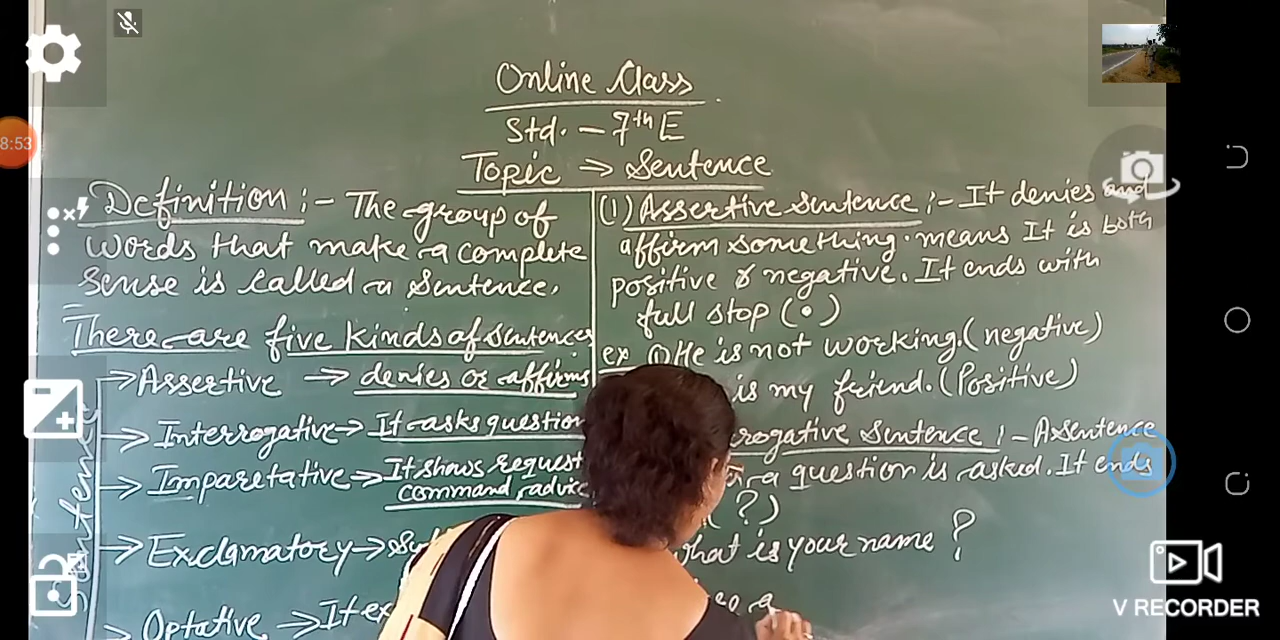 Online Class
Std. - 7th E
Topic → Sentence
Definition :- The group of
words that make a complete
sense is called a Sentence.
There are five kinds of sentences
Sentence
→ Assertive → denies or affirms
→ Interrogative → It asks question
→ Imparetative → It shows request
command, advice
→ Exclamatory →
→ Optative → It
(1) Assertive Sentence :- It denies and
affirm something. means It is both
positive & negative. It ends with
full stop (•)
ex ① He is not working. (negative)
is my friend. (Positive)
Sentence :- A sentence
a question is asked. It ends
(?)
what is your name ?
8:53
V RECORDER